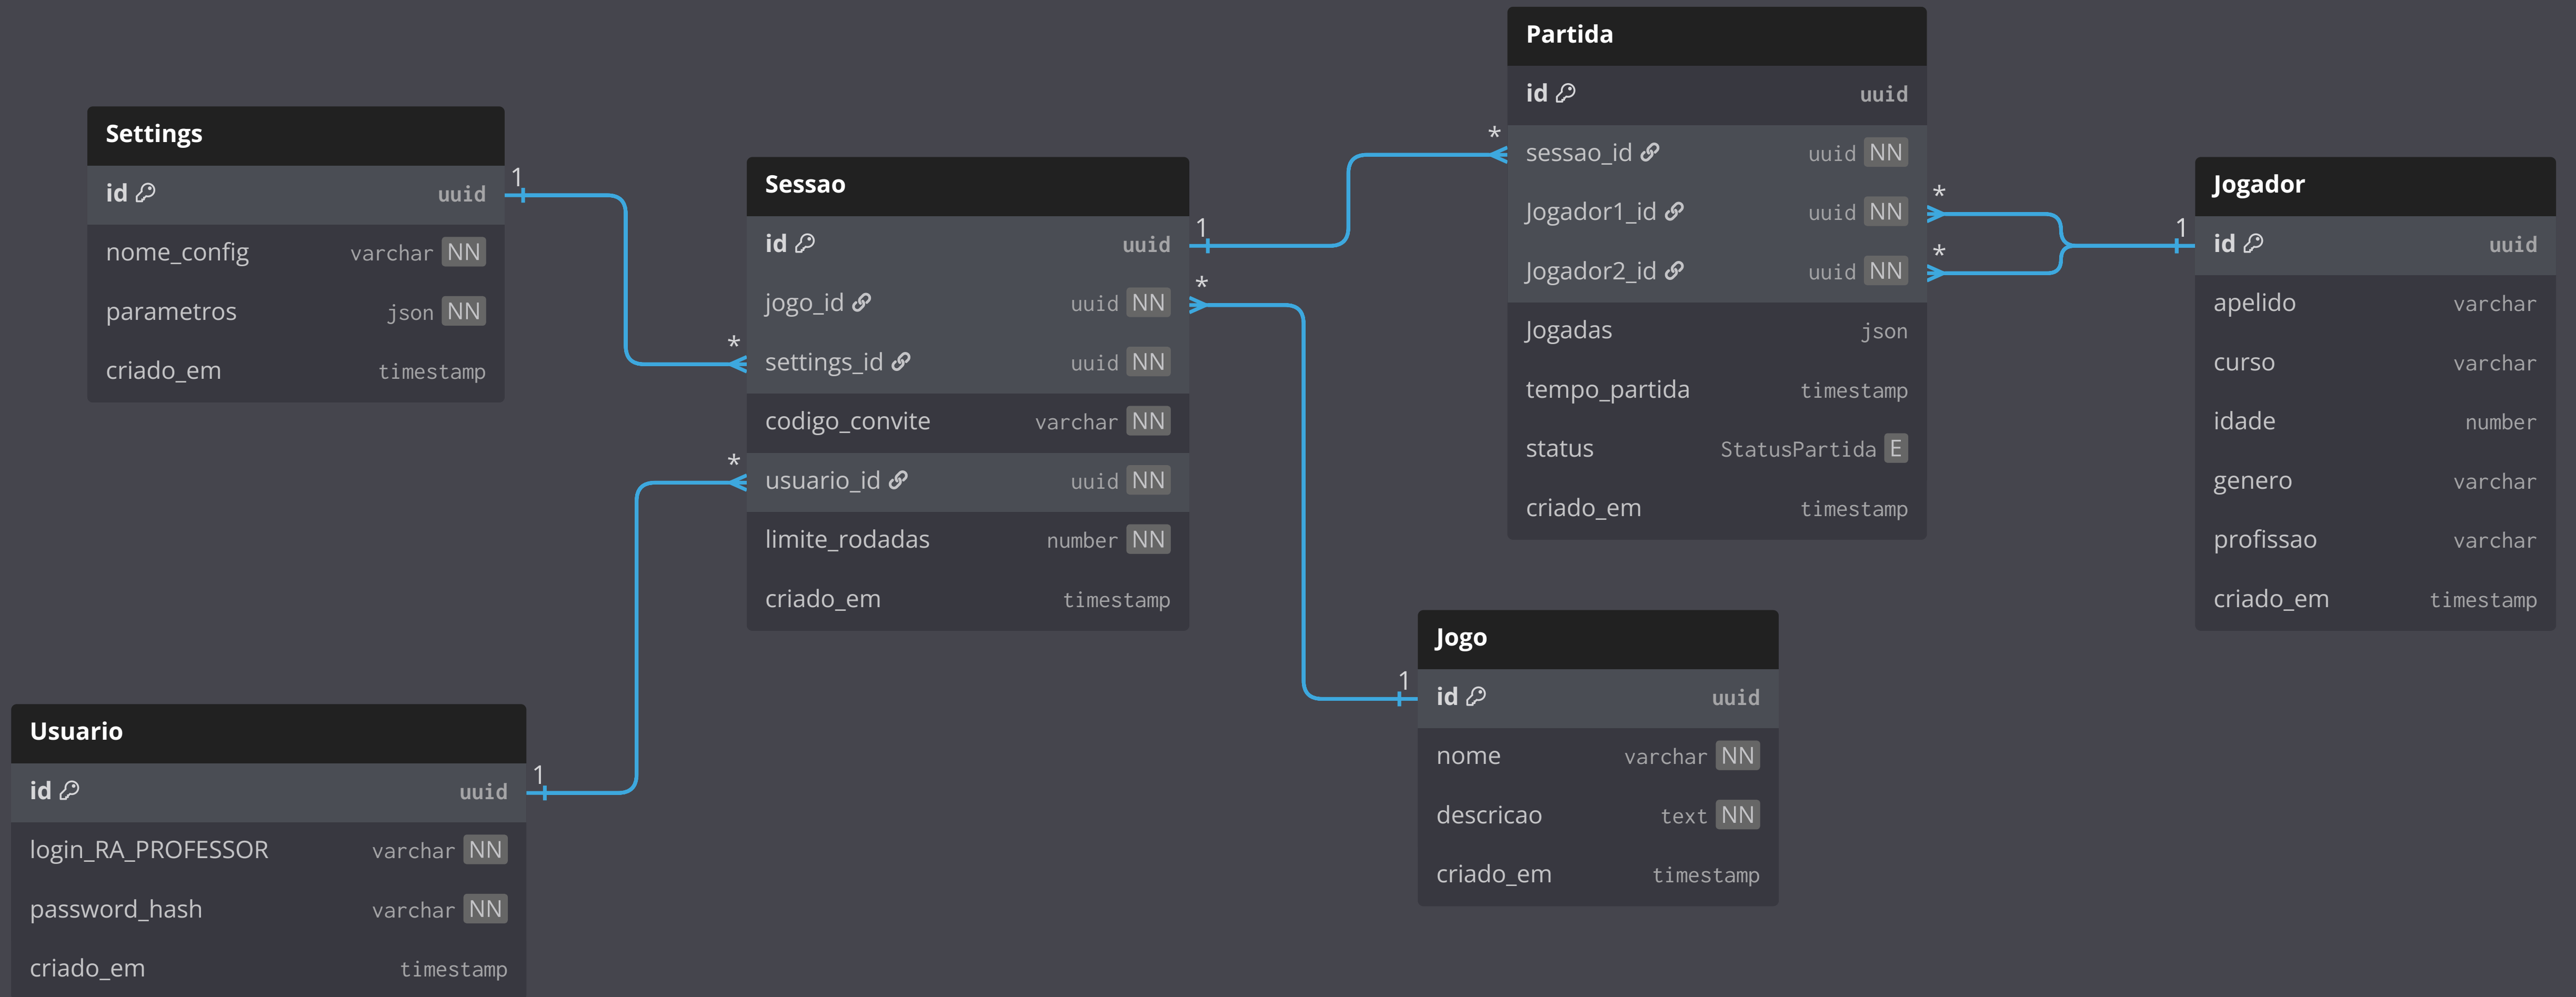 Settings
id uuid
nome_config varchar NN
parametros json NN
criado_em timestamp
1
*
Usuario
id uuid
login_RA_PROFESSOR varchar NN
password_hash varchar NN
criado_em timestamp
1
*
Sessao
id uuid
jogo_id uuid NN
settings_id uuid NN
codigo_convite varchar NN
usuario_id uuid NN
limite_rodadas number NN
criado_em timestamp
1
*
*
Partida
id uuid
sessao_id uuid NN
Jogador1_id uuid NN
Jogador2_id uuid NN
Jogadas json
tempo_partida timestamp
status StatusPartida E
criado_em timestamp
*
*
1
Jogo
id uuid
nome varchar NN
descricao text NN
criado_em timestamp
1
Jogador
id uuid
apelido varchar
curso varchar
idade number
genero varchar
profissao varchar
criado_em timestamp